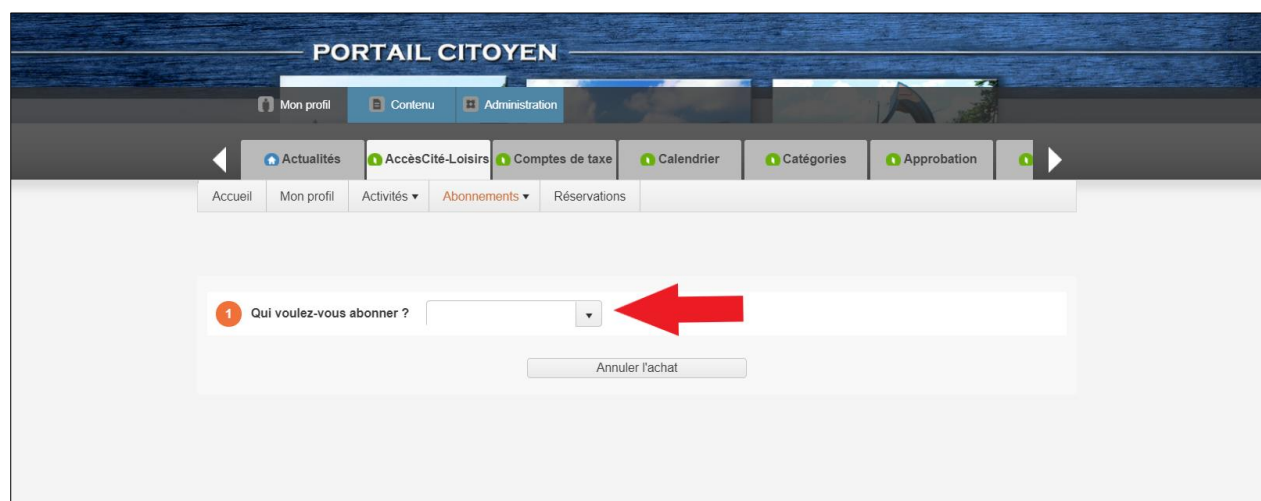 PORTAIL CITOYEN
Mon profil Contenu Administration
Actualités AccèsCité-Loisirs Comptes de taxe Calendrier Catégories Approbation
Accueil Mon profil Activités Abonnements Réservations
1 Qui voulez-vous abonner ?
Annuler l'achat